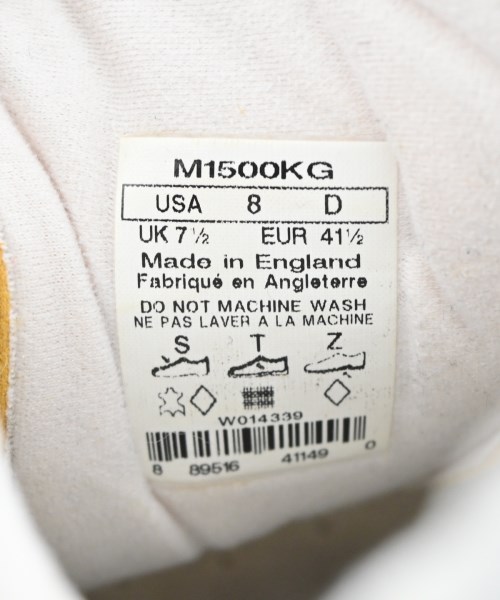 M1500KG
USA 8 D
UK 7½ EUR 41½
Made in England
Fabriqué en Angleterre
DO NOT MACHINE WASH
NE PAS LAVER A LA MACHINE
S T Z
W014339
8 89516 41149 0